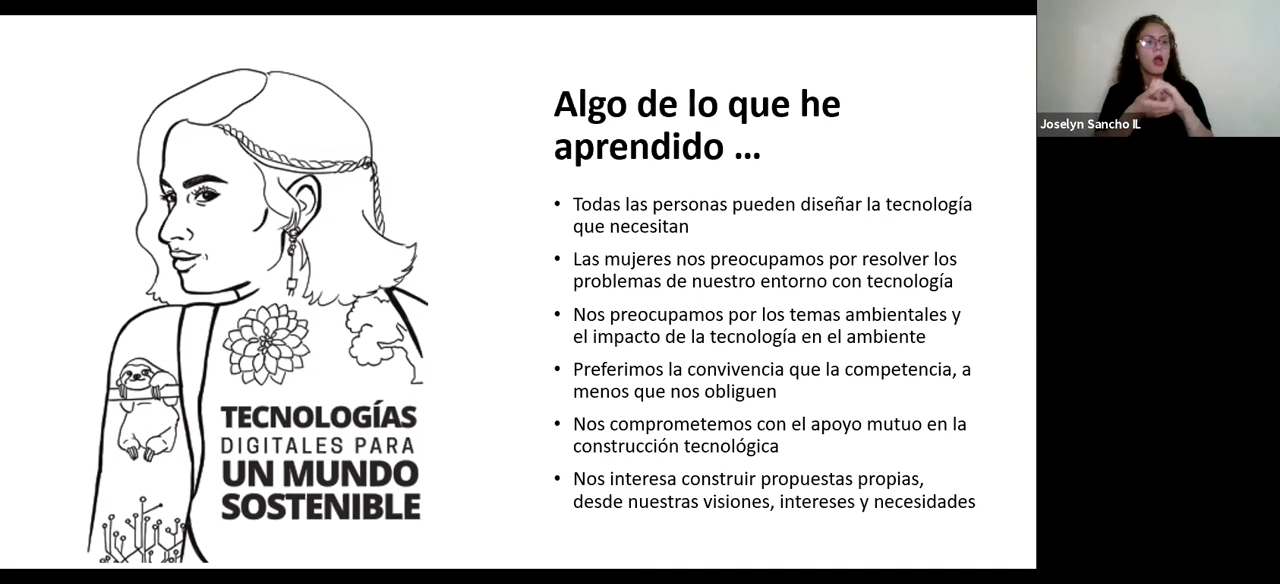 Algo de lo que he
aprendido ...
• Todas las personas pueden diseñar la tecnología
que necesitan
• Las mujeres nos preocupamos por resolver los
problemas de nuestro entorno con tecnología
• Nos preocupamos por los temas ambientales y
el impacto de la tecnología en el ambiente
• Preferimos la convivencia que la competencia, a
menos que nos obliguen
• Nos comprometemos con el apoyo mutuo en la
construcción tecnológica
• Nos interesa construir propuestas propias,
desde nuestras visiones, intereses y necesidades
TECNOLOGÍAS
DIGITALES PARA
UN MUNDO
SOSTENIBLE
Joselyn Sancho IL